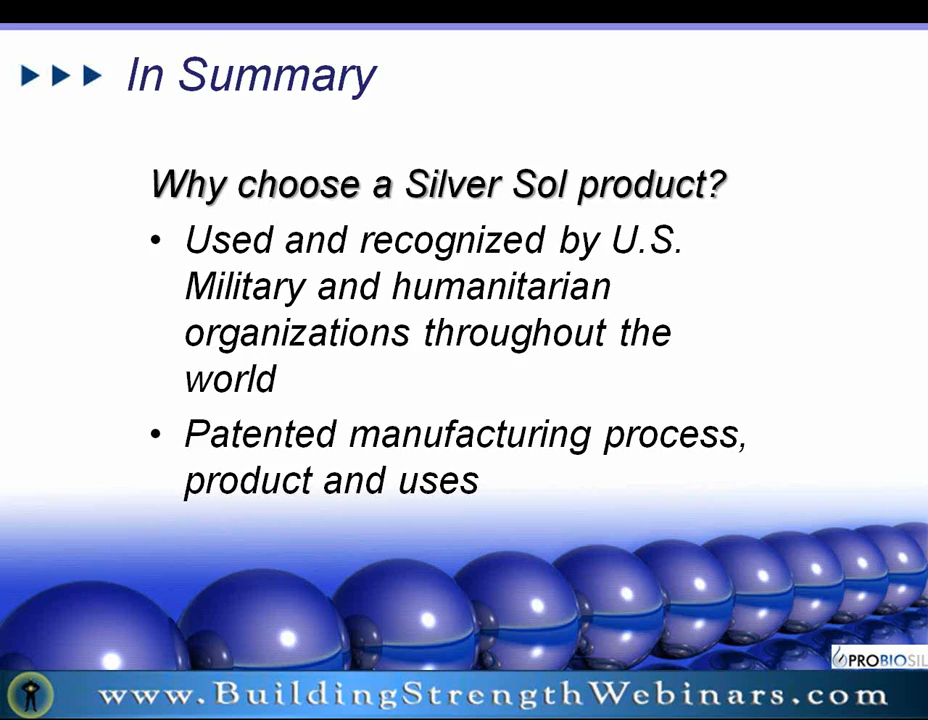 In Summary
Why choose a Silver Sol product?
• Used and recognized by U.S.
Military and humanitarian
organizations throughout the
world
• Patented manufacturing process,
product and uses
PROBIOSIL
www.BuildingStrengthWebinars.com